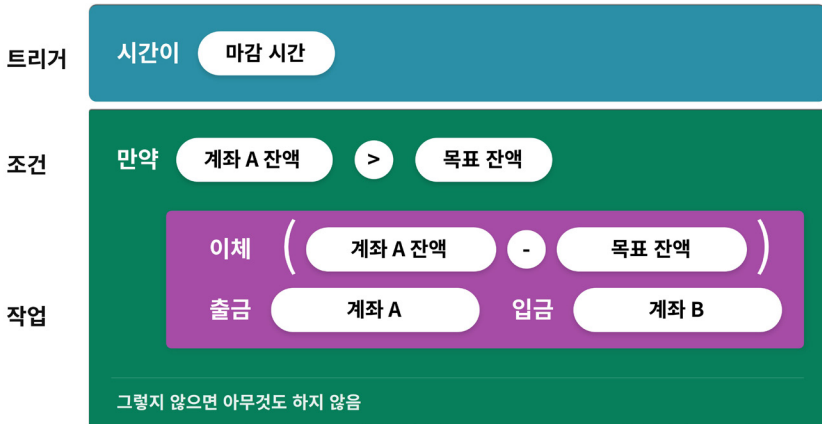 트리거
시간이 마감 시간
조건
만약 계좌 A 잔액 > 목표 잔액
이체 ( 계좌 A 잔액 - 목표 잔액 )
작업
출금 계좌 A 입금 계좌 B
그렇지 않으면 아무것도 하지 않음